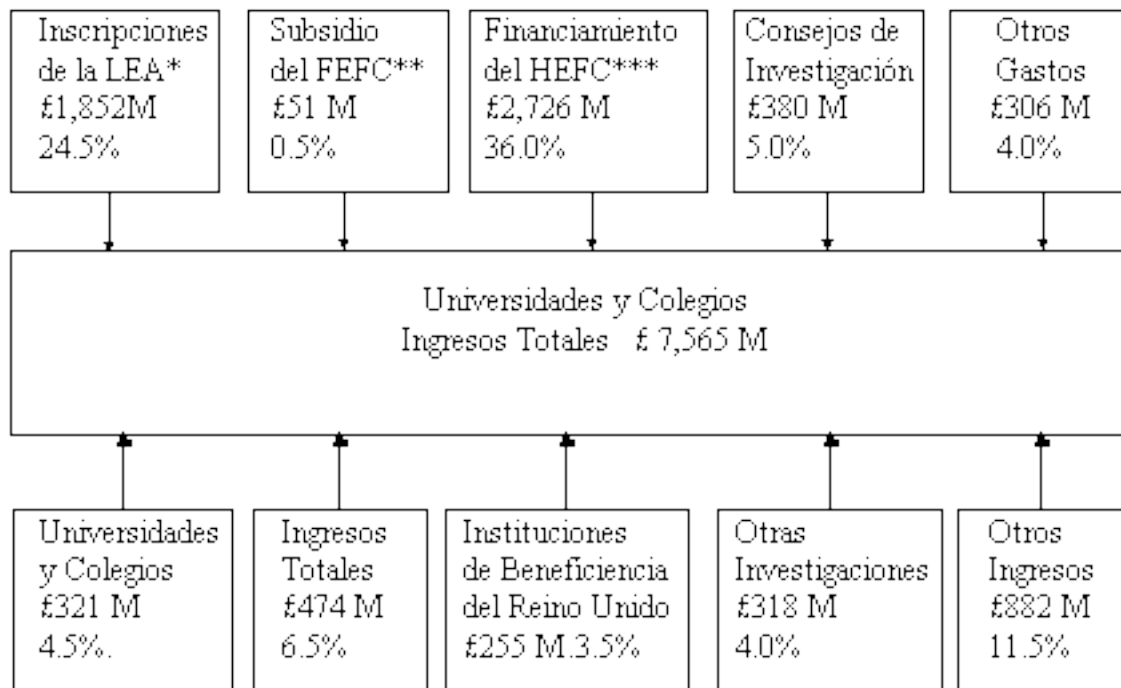 Inscripciones
de la LEA*
£1,852M
24.5%
Subsidio
del FEFC**
£51 M
0.5%
Financiamiento
del HEFC***
£2,726 M
36.0%
Consejos de
Investigación
£380 M
5.0%
Otros
Gastos
£306 M
4.0%
Universidades y Colegios
Ingresos Totales £ 7,565 M
Universidades
y Colegios
£321 M
4.5%.
Ingresos
Totales
£474 M
6.5%
Instituciones
de Beneficiencia
del Reino Unido
£255 M.3.5%
Otras
Investigaciones
£318 M
4.0%
Otros
Ingresos
£882 M
11.5%